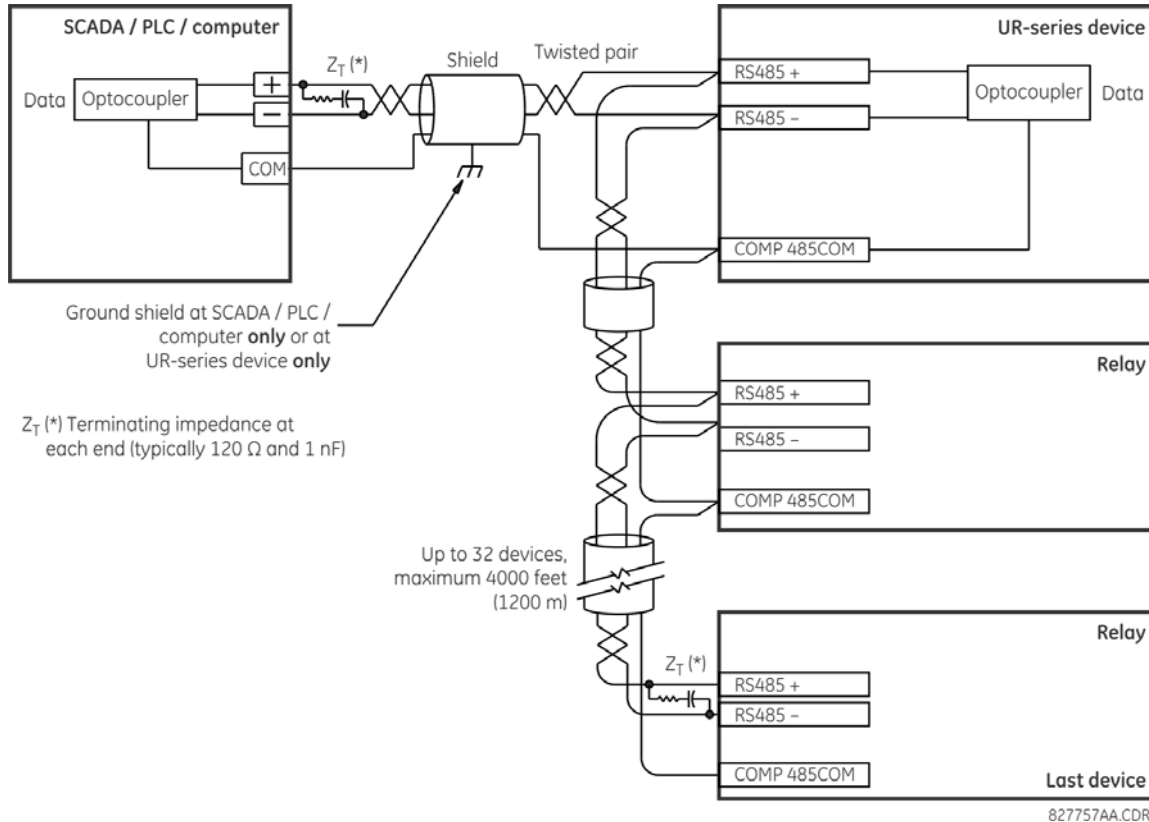 SCADA / PLC / computer
Data
Optocoupler
+
−
COM
Z_T (*)
Shield
Twisted pair
UR-series device
RS485 +
RS485 −
COMP 485COM
Optocoupler
Data
Ground shield at SCADA / PLC /
computer only or at
UR-series device only
Z_T (*) Terminating impedance at
each end (typically 120 Ω and 1 nF)
Relay
RS485 +
RS485 −
COMP 485COM
Up to 32 devices,
maximum 4000 feet
(1200 m)
Relay
Z_T (*)
RS485 +
RS485 −
COMP 485COM
Last device
827757AA.CDR